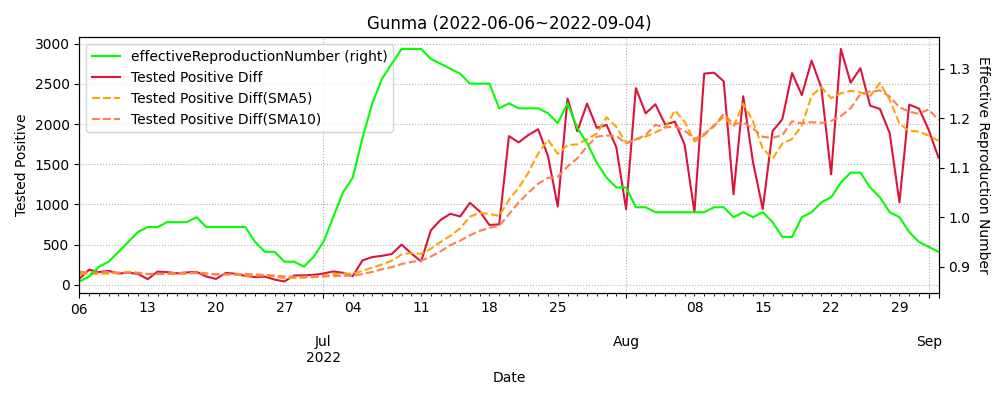 Gunma (2022-06-06~2022-09-04)
effectiveReproductionNumber (right)
Tested Positive Diff
Tested Positive Diff(SMA5)
Tested Positive Diff(SMA10)
Tested Positive
3000
2500
2000
1500
1000
500
0
Effective Reproduction Number
1.3
1.2
1.1
1.0
0.9
06 13 20 27 04 11 18 25 08 15 22 29
Jul Aug Sep
2022
Date